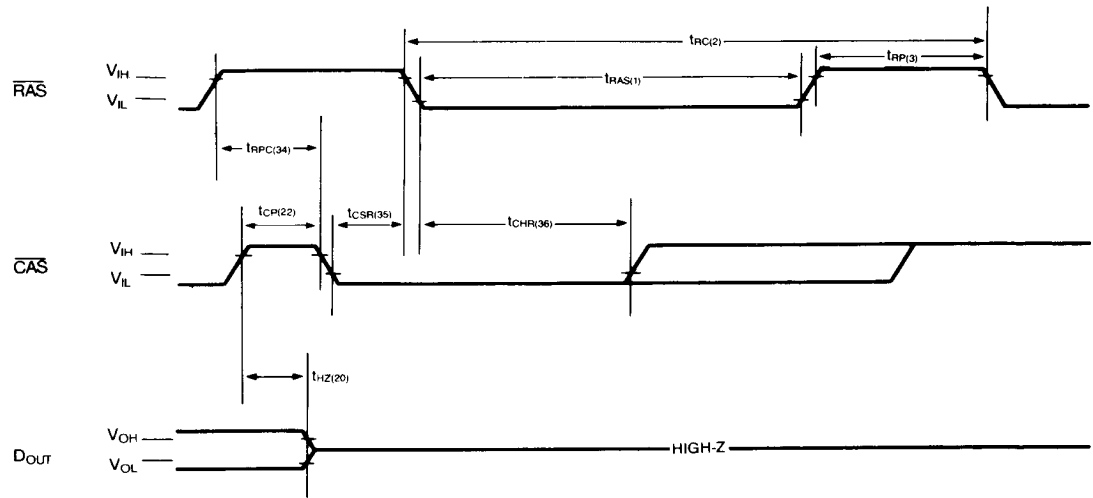 tRC(2)
VIH
tRP(3)
RAS
tRAS(1)
VIL
tRPC(34)
tCP(22)
tCSR(35)
tCHR(36)
VIH
CAS
VIL
tHZ(20)
VOH
DOUT
HIGH-Z
VOL